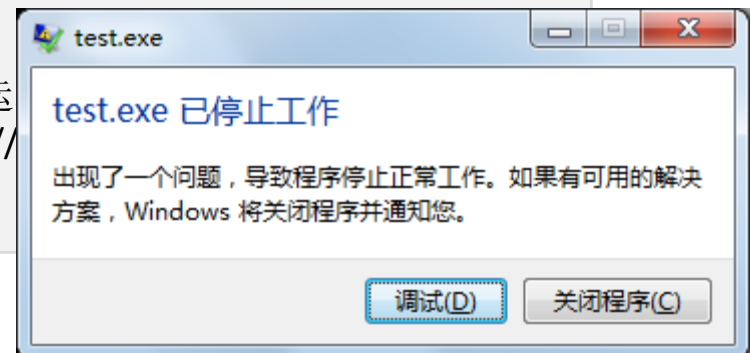 test.exe
运
//
test.exe 已停止工作
出现了一个问题，导致程序停止正常工作。如果有可用的解决
方案，Windows 将关闭程序并通知您。
调试(D)
关闭程序(C)